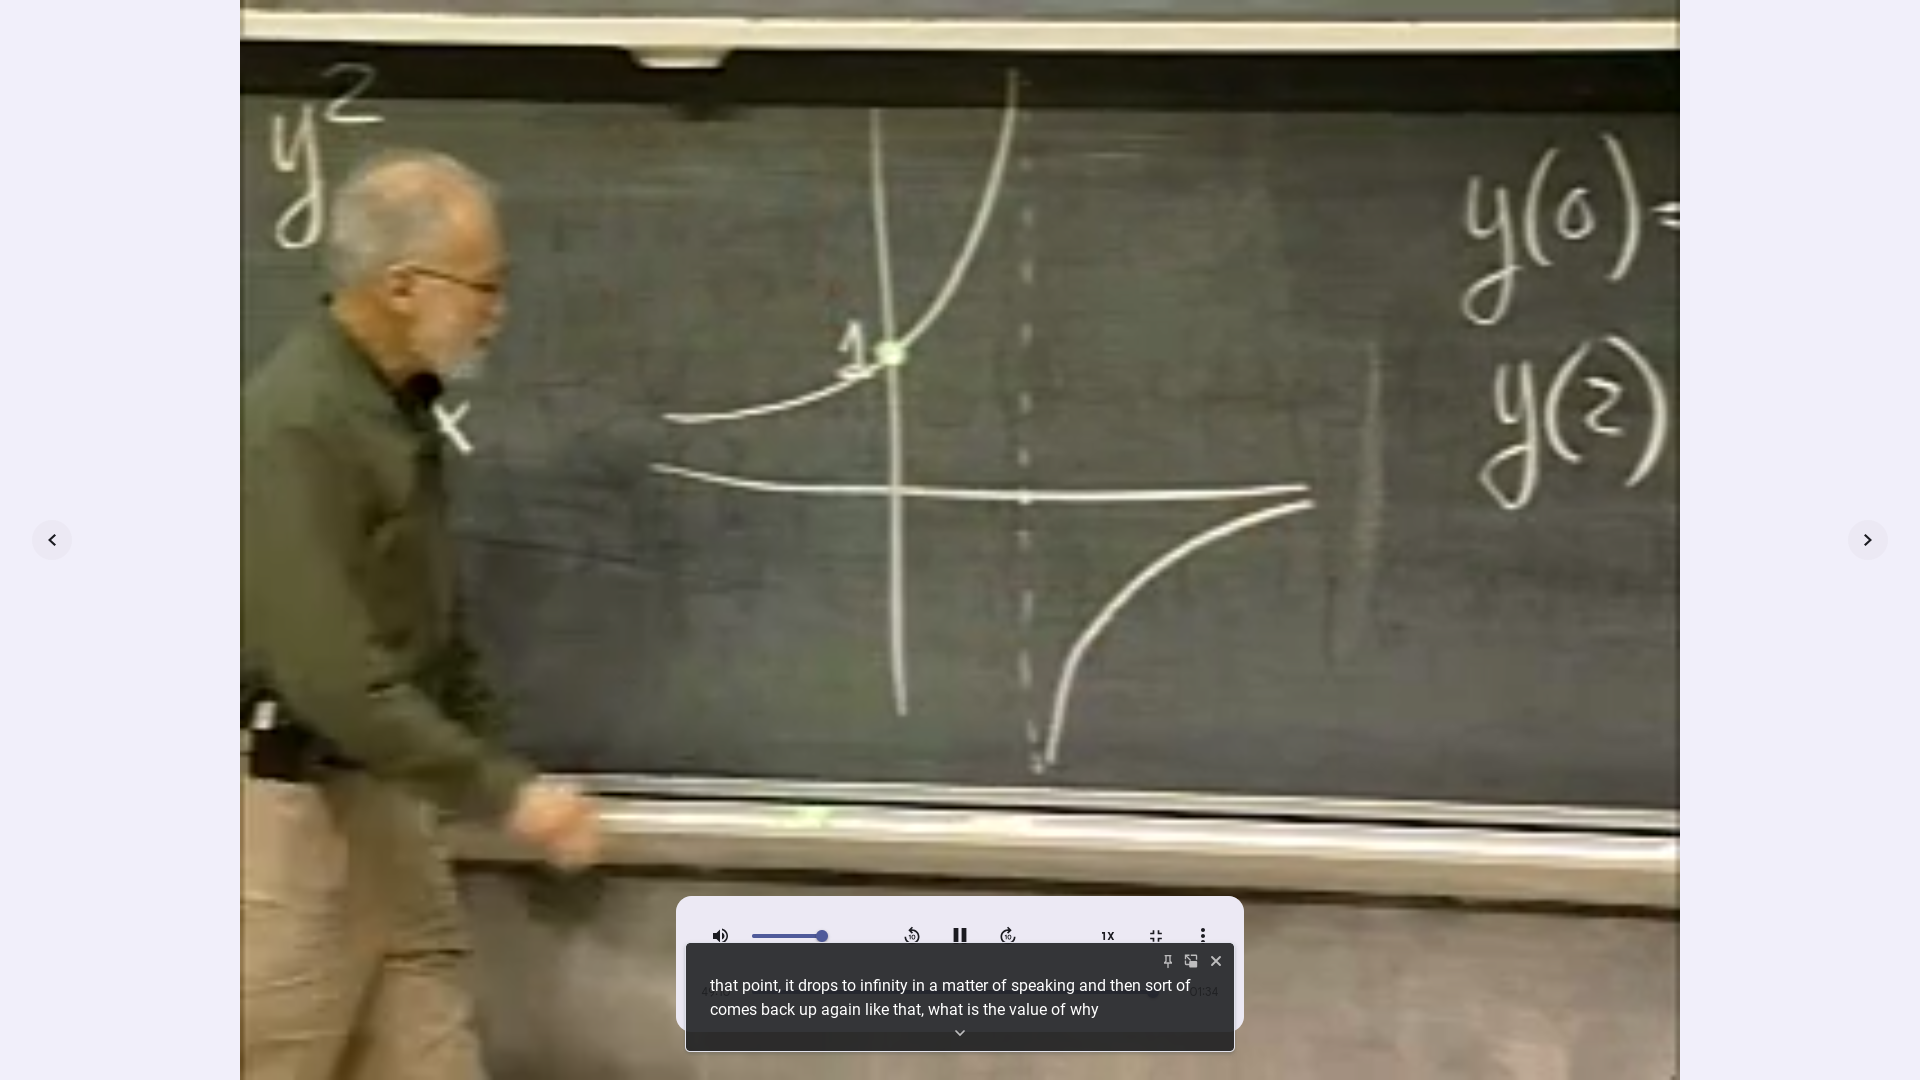 y²
x
1
y(0)=
y(2)
1X
that point, it drops to infinity in a matter of speaking and then sort of
comes back up again like that, what is the value of why
01:34